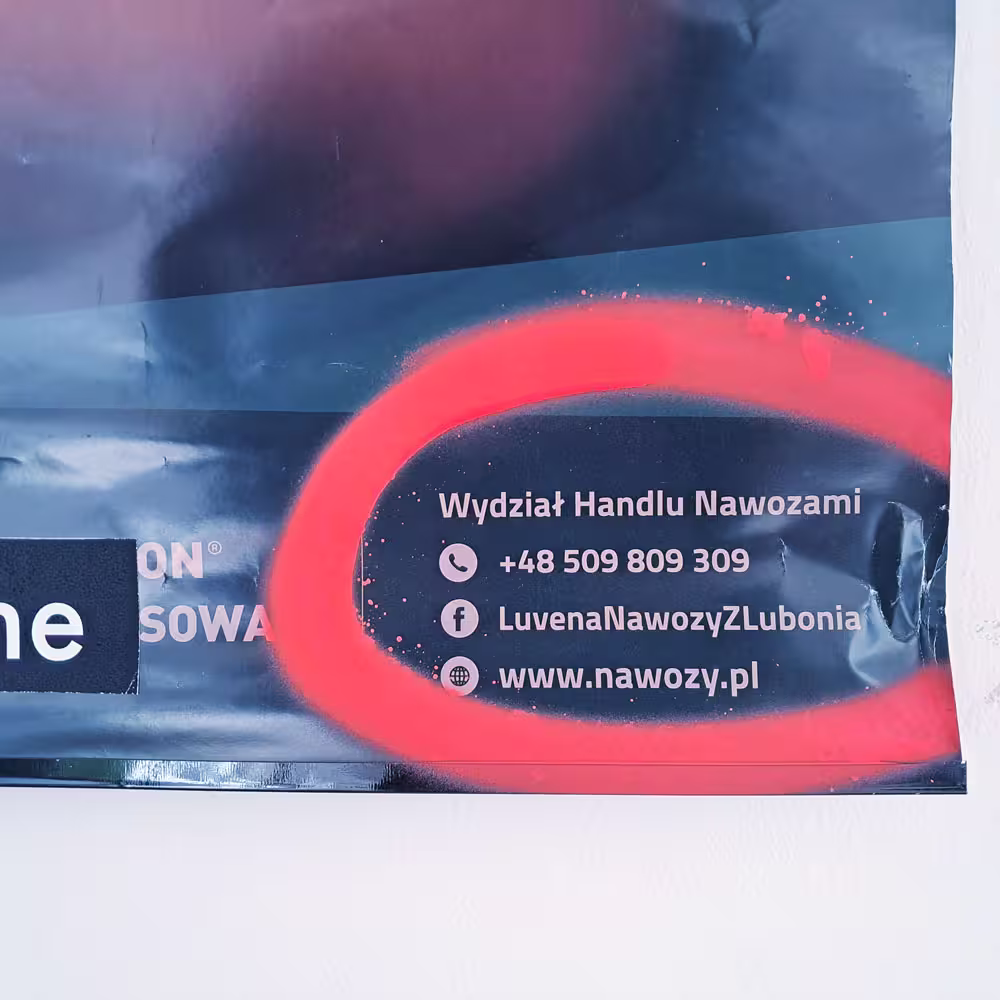 Wydział Handlu Nawozami
+48 509 809 309
LuvenaNawozyZLubonia
www.nawozy.pl
ON®
SOWA
ne